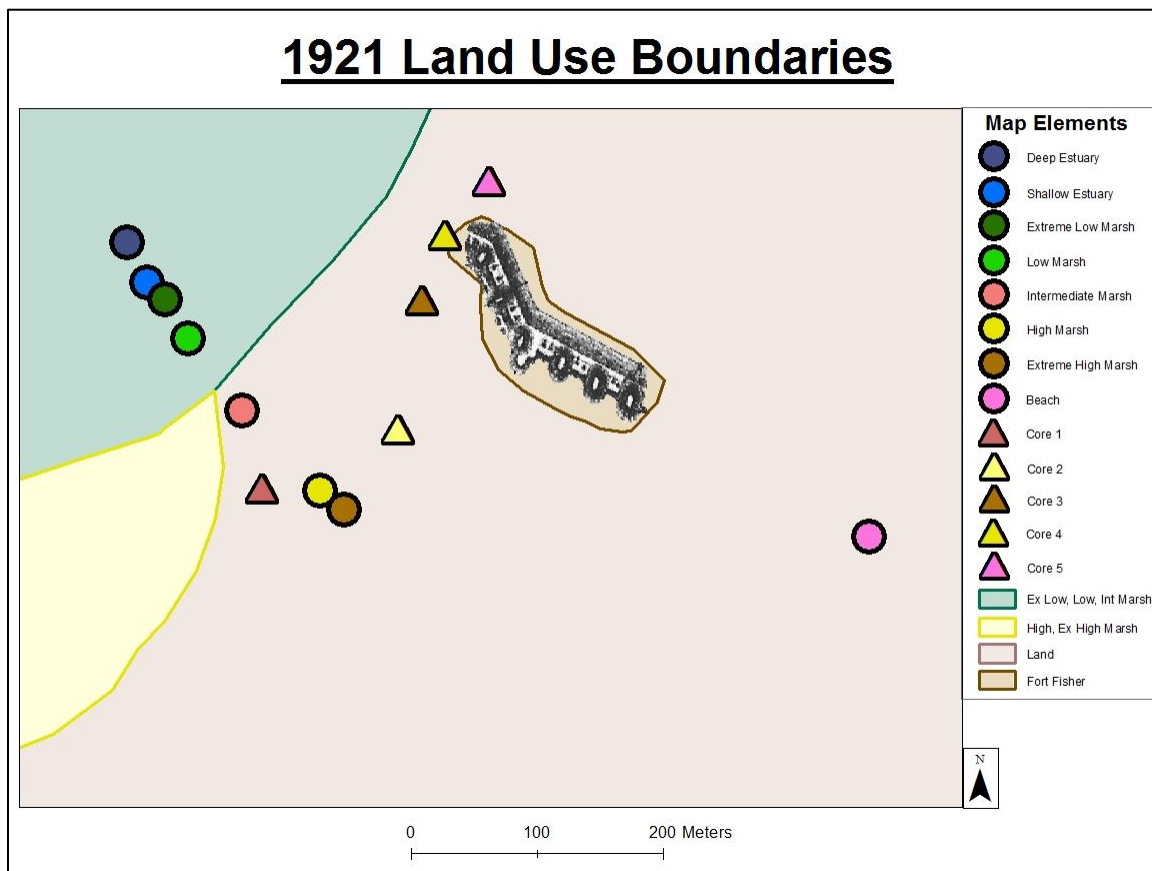 1921 Land Use Boundaries
Map Elements
Deep Estuary
Shallow Estuary
Extreme Low Marsh
Low Marsh
Intermediate Marsh
High Marsh
Extreme High Marsh
Beach
Core 1
Core 2
Core 3
Core 4
Core 5
Ex Low, Low, Int Marsh
High, Ex High Marsh
Land
Fort Fisher
N
0 100 200 Meters